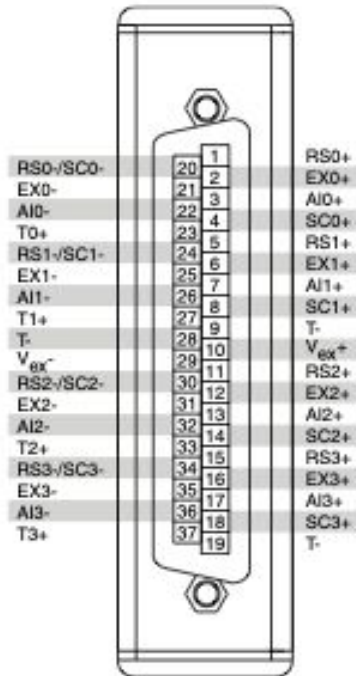 1 RS0+
RS0-/SC0- 20
2 EX0+
EX0- 21
3 AI0+
AI0- 22
4 SC0+
T0+ 23
5 RS1+
RS1-/SC1- 24
6 EX1+
EX1- 25
7 AI1+
AI1- 26
8 SC1+
T1+ 27
9 T-
T- 28
10 Vex+
Vex- 29
11 RS2+
RS2-/SC2- 30
12 EX2+
EX2- 31
13 AI2+
AI2- 32
14 SC2+
T2+ 33
15 RS3+
RS3-/SC3- 34
16 EX3+
EX3- 35
17 AI3+
AI3- 36
18 SC3+
T3+ 37
19 T-